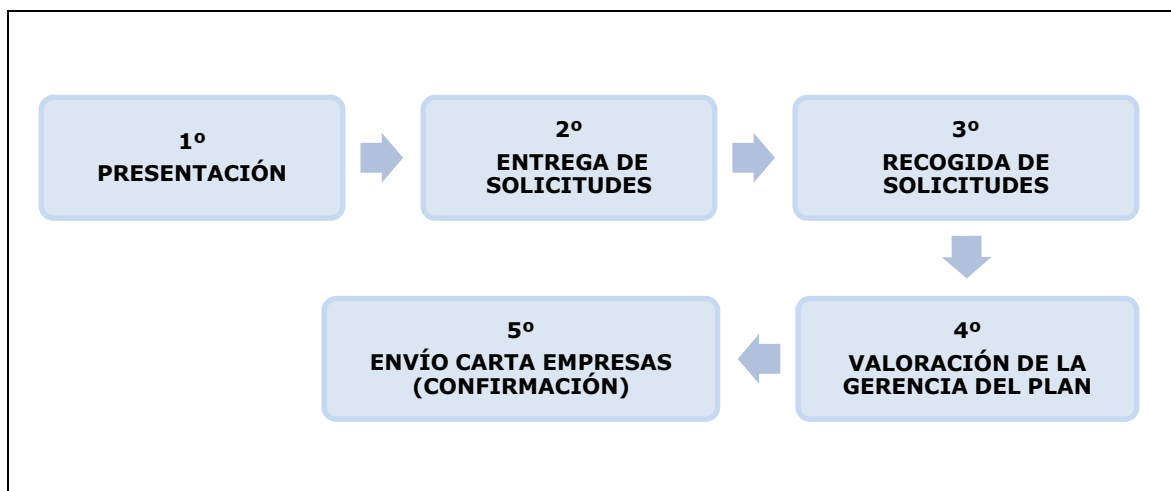 1º
PRESENTACIÓN
2º
ENTREGA DE
SOLICITUDES
3º
RECOGIDA DE
SOLICITUDES
4º
VALORACIÓN DE LA
GERENCIA DEL PLAN
5º
ENVÍO CARTA EMPRESAS
(CONFIRMACIÓN)